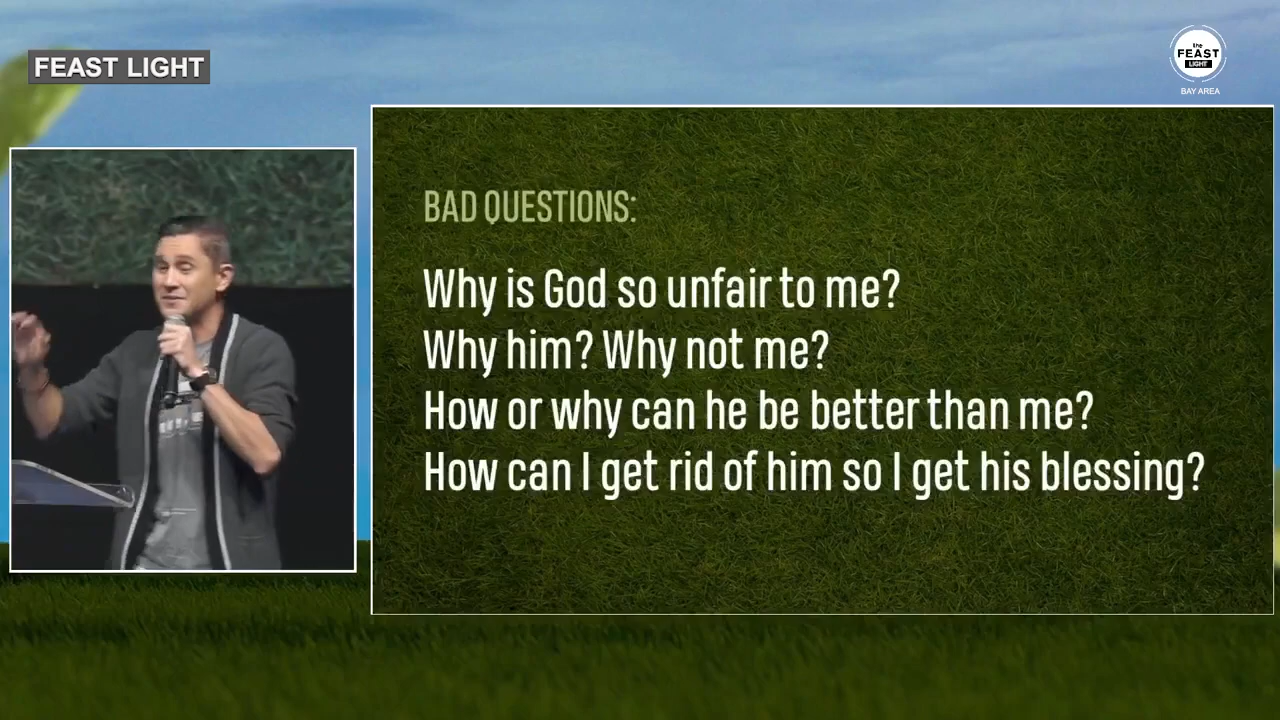 FEAST LIGHT
the
FEAST
LIGHT
BAY AREA
BAD QUESTIONS:
Why is God so unfair to me?
Why him? Why not me?
How or why can he be better than me?
How can I get rid of him so I get his blessing?